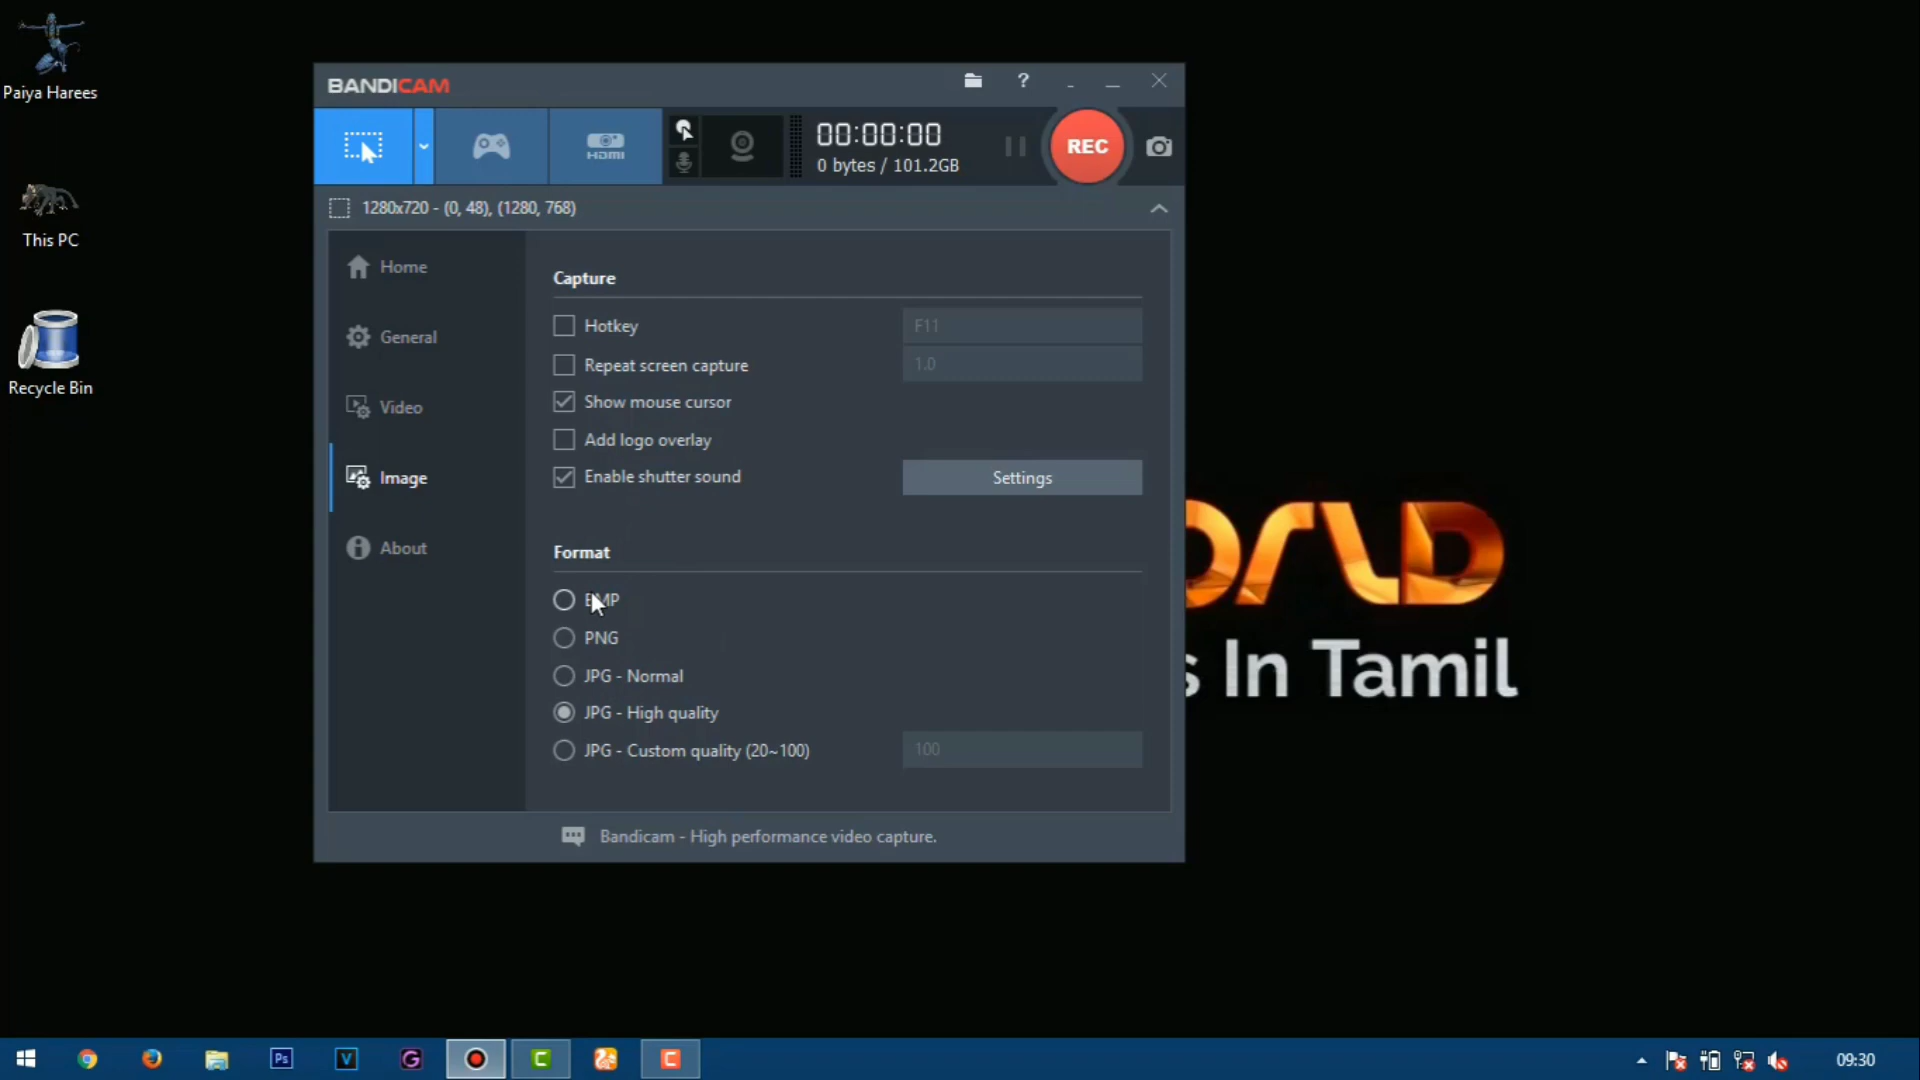 Paiya Harees
This PC
Recycle Bin
BANDICAM
?
HDMI
00:00:00
0 bytes / 101.2GB
REC
1280x720 - (0, 48), (1280, 768)
Home
General
Video
Image
About
Capture
Hotkey
F11
Repeat screen capture
1.0
Show mouse cursor
Add logo overlay
Enable shutter sound
Settings
Format
BMP
PNG
JPG - Normal
JPG - High quality
JPG - Custom quality (20~100)
100
Bandicam - High performance video capture.
In Tamil
Ps
V
G
C
C
09:30